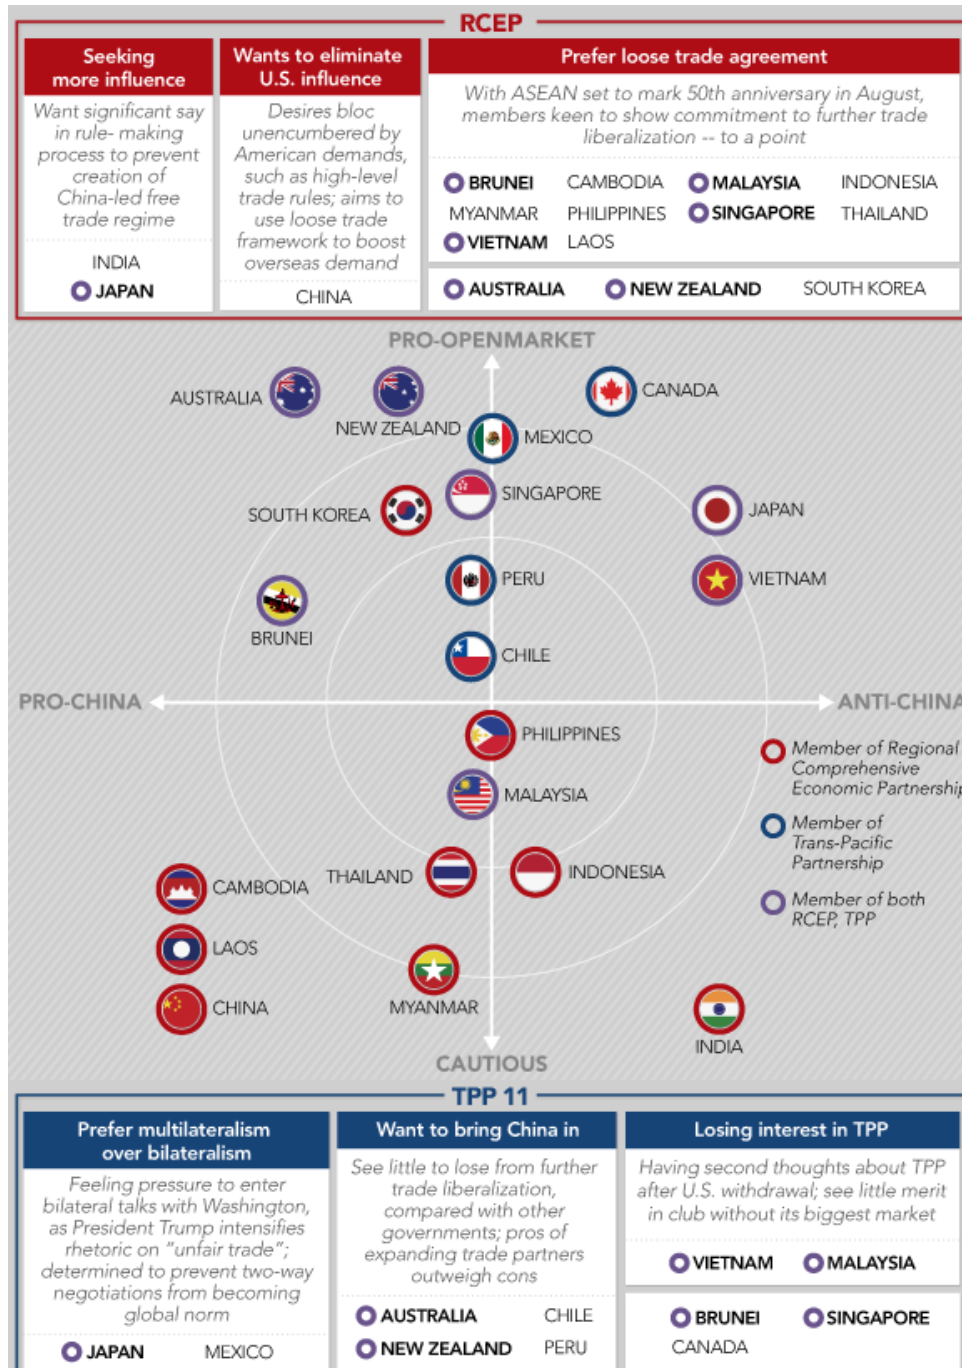 RCEP
Seeking
more influence
Want significant say
in rule- making
process to prevent
creation of
China-led free
trade regime
INDIA
JAPAN
Wants to eliminate
U.S. influence
Desires bloc
unencumbered by
American demands,
such as high-level
trade rules; aims to
use loose trade
framework to boost
overseas demand
CHINA
Prefer loose trade agreement
With ASEAN set to mark 50th anniversary in August,
members keen to show commitment to further trade
liberalization -- to a point
BRUNEI CAMBODIA MALAYSIA INDONESIA
MYANMAR PHILIPPINES SINGAPORE THAILAND
VIETNAM LAOS
AUSTRALIA NEW ZEALAND SOUTH KOREA
PRO-OPENMARKET
AUSTRALIA
NEW ZEALAND
CANADA
MEXICO
SINGAPORE
SOUTH KOREA
JAPAN
PERU
VIETNAM
BRUNEI
CHILE
PRO-CHINA
ANTI-CHINA
PHILIPPINES
MALAYSIA
Member of Regional
Comprehensive
Economic Partnership
Member of
Trans-Pacific
Partnership
Member of both
RCEP, TPP
THAILAND
INDONESIA
CAMBODIA
LAOS
CHINA
MYANMAR
INDIA
CAUTIOUS
TPP 11
Prefer multilateralism
over bilateralism
Feeling pressure to enter
bilateral talks with Washington,
as President Trump intensifies
rhetoric on "unfair trade";
determined to prevent two-way
negotiations from becoming
global norm
JAPAN MEXICO
Want to bring China in
See little to lose from further
trade liberalization,
compared with other
governments; pros of
expanding trade partners
outweigh cons
AUSTRALIA CHILE
NEW ZEALAND PERU
Losing interest in TPP
Having second thoughts about TPP
after U.S. withdrawal; see little merit
in club without its biggest market
VIETNAM MALAYSIA
BRUNEI SINGAPORE
CANADA